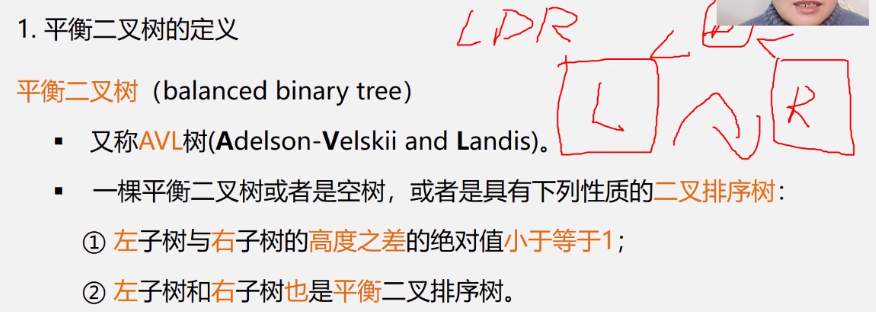 1. 平衡二叉树的定义
LDR
平衡二叉树（balanced binary tree）
L
R
▪ 又称AVL树(Adelson-Velskii and Landis)。
▪ 一棵平衡二叉树或者是空树，或者是具有下列性质的二叉排序树：
① 左子树与右子树的高度之差的绝对值小于等于1；
② 左子树和右子树也是平衡二叉排序树。